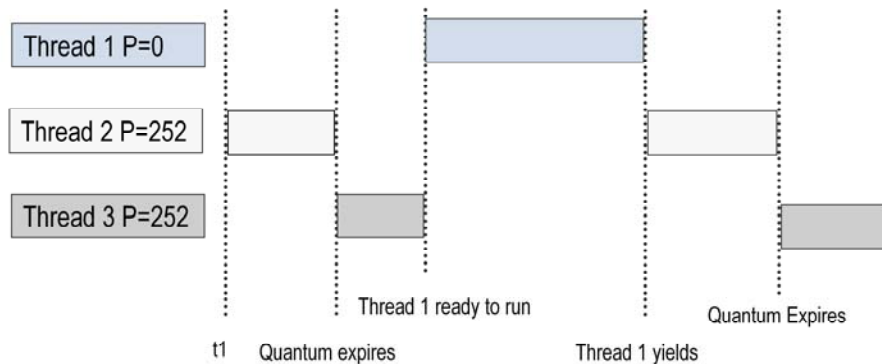 Thread 1 P=0
Thread 2 P=252
Thread 3 P=252
Thread 1 ready to run
Quantum Expires
t1
Quantum expires
Thread 1 yields